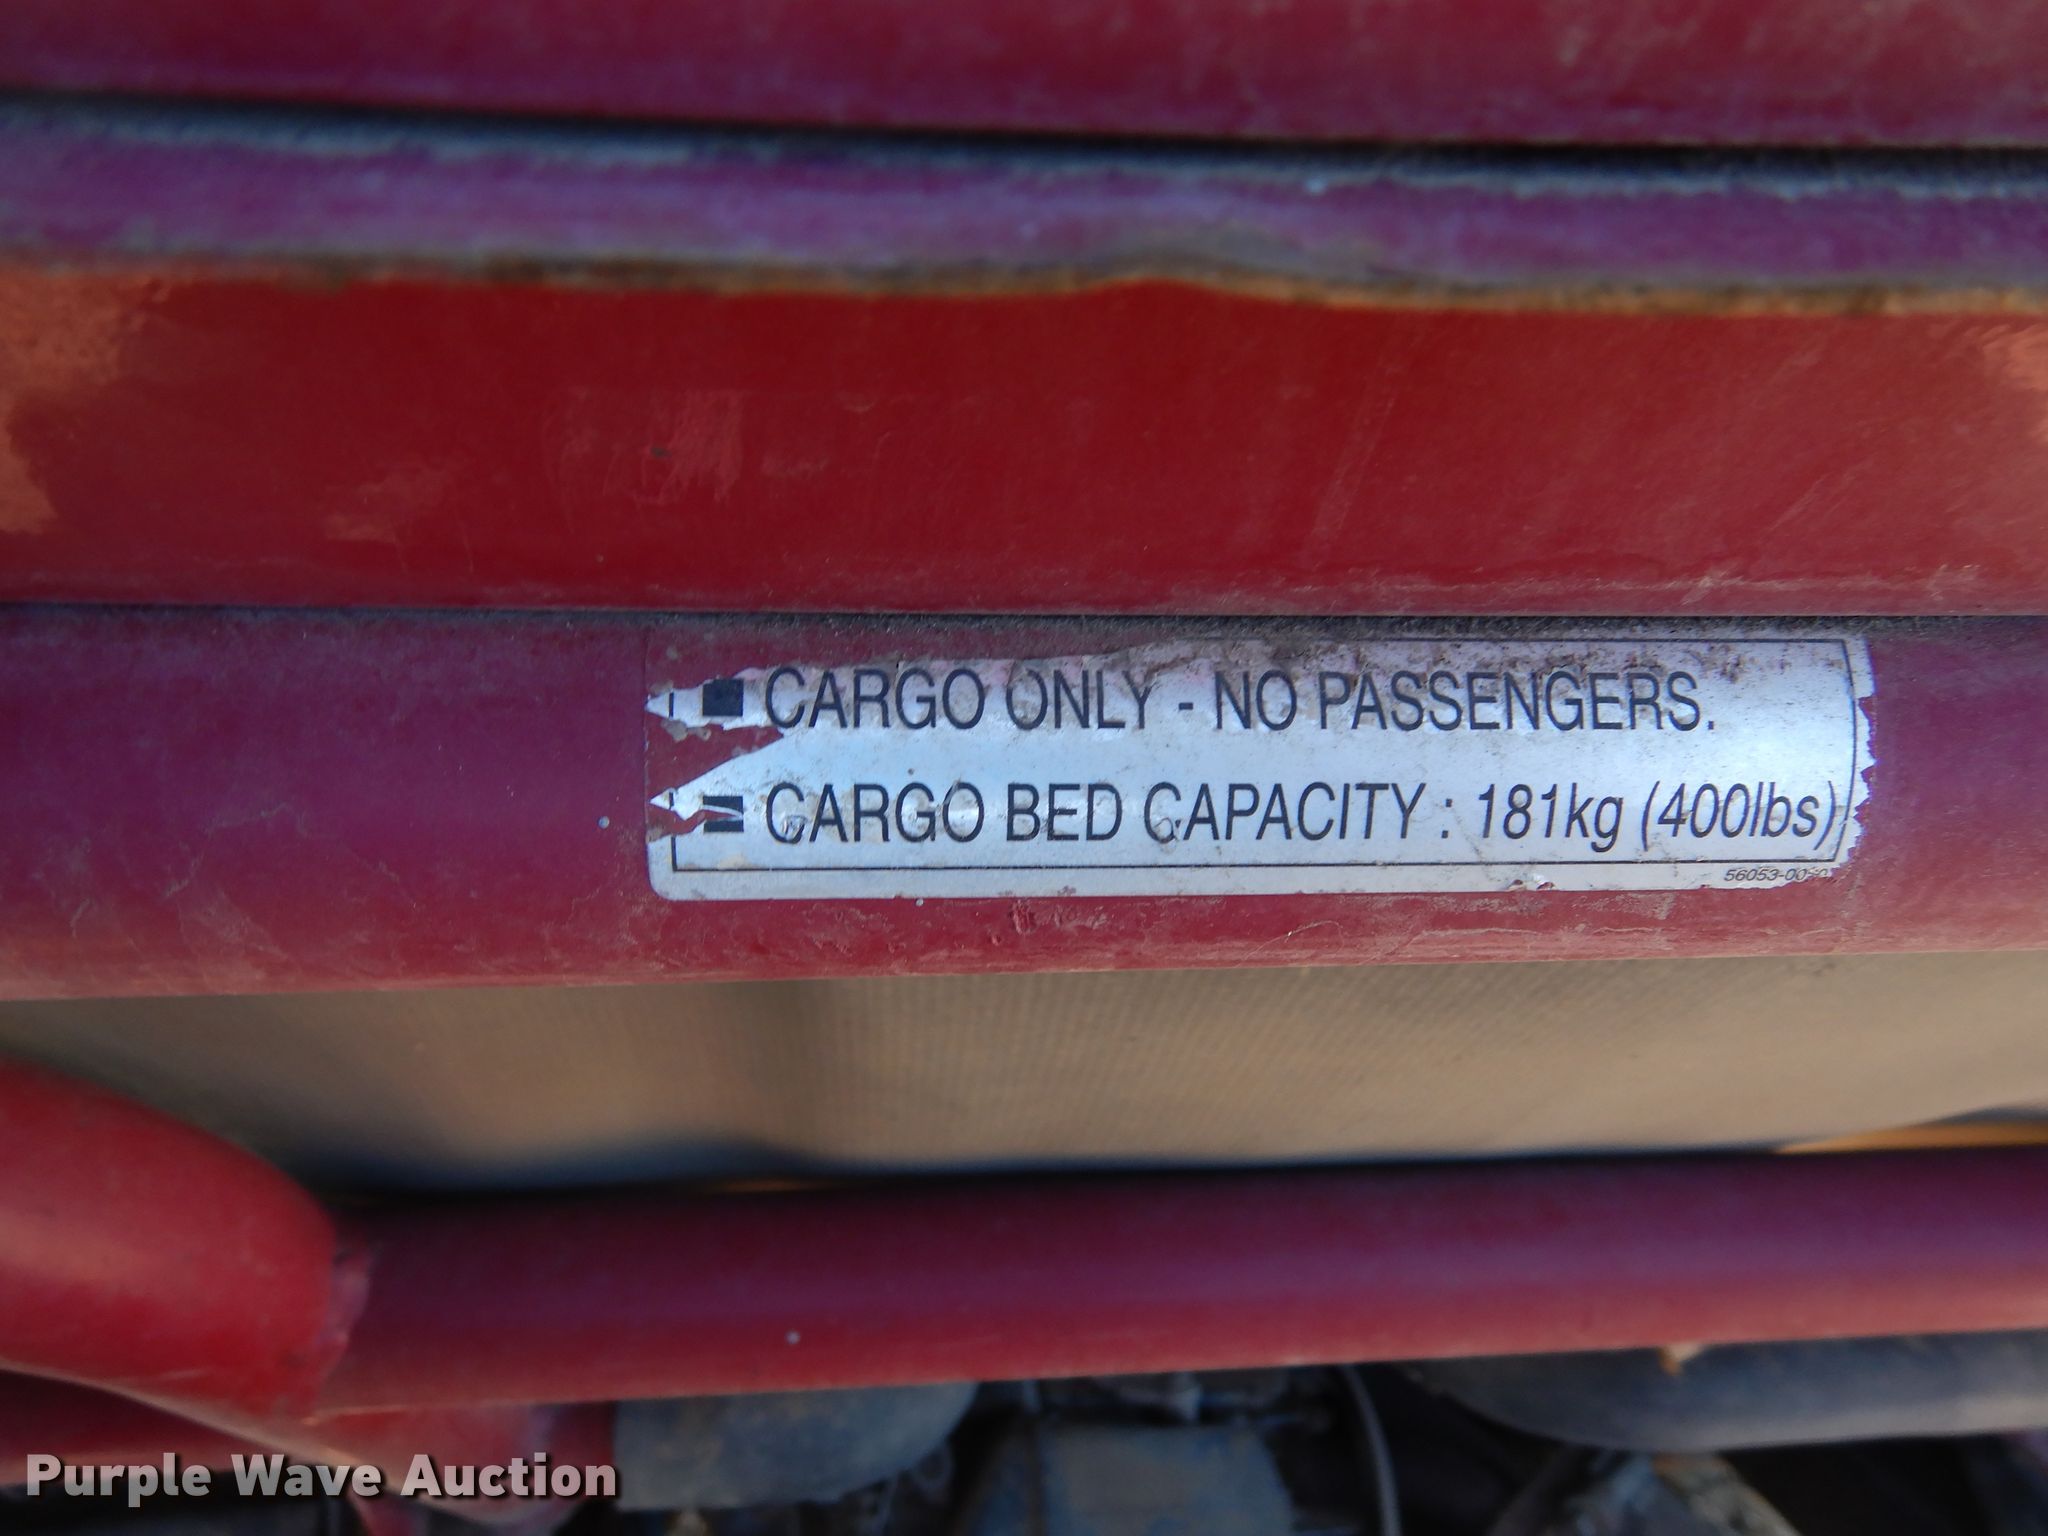 ■ CARGO ONLY - NO PASSENGERS.
■ CARGO BED CAPACITY : 181kg (400lbs)
Purple Wave Auction